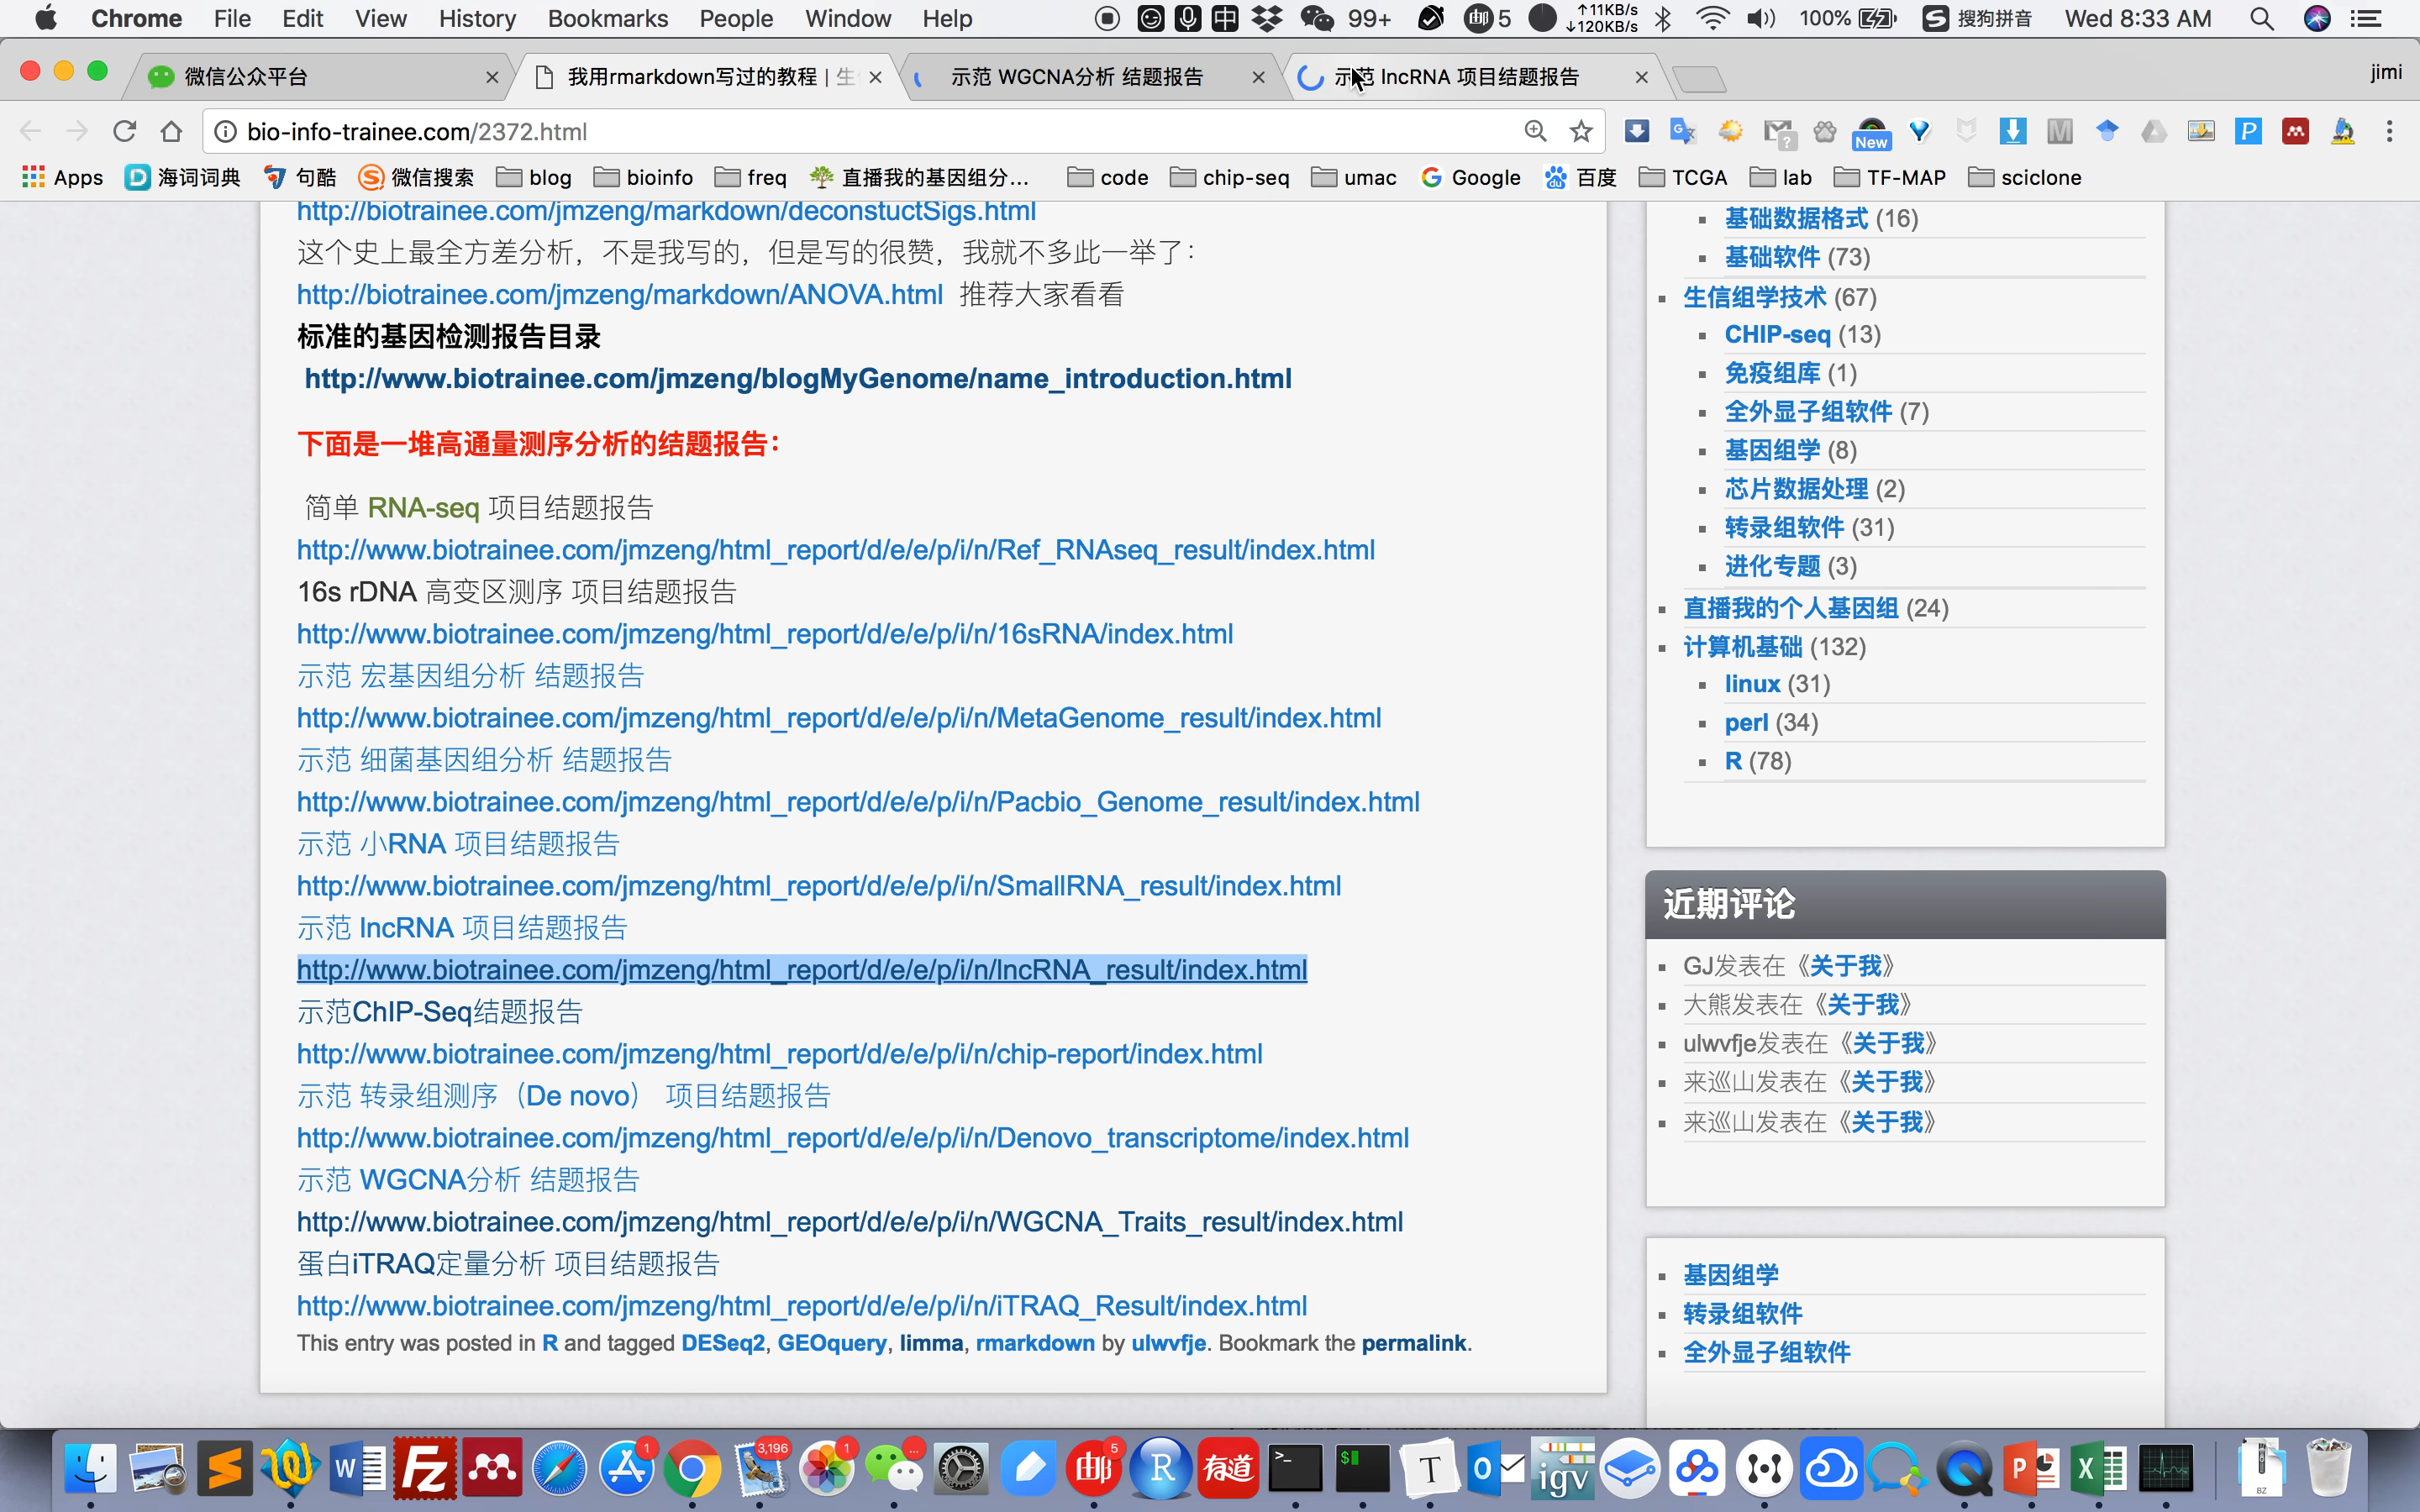 Chrome File Edit View History Bookmarks People Window Help 中 99+ 5 ↑11KB/s ↓120KB/s 100% 搜狗拼音 Wed 8:33 AM
微信公众平台 我用rmarkdown写过的教程 | 生 示范 WGCNA分析 结题报告 示范 lncRNA 项目结题报告 jimi
bio-info-trainee.com/2372.html New
Apps 海词词典 句酷 微信搜索 blog bioinfo freq 直播我的基因组分... code chip-seq umac Google 百度 TCGA lab TF-MAP sciclone
http://biotrainee.com/jmzeng/markdown/deconstuctSigs.html
这个史上最全方差分析，不是我写的，但是写的很赞，我就不多此一举了：
http://biotrainee.com/jmzeng/markdown/ANOVA.html 推荐大家看看
标准的基因检测报告目录
http://www.biotrainee.com/jmzeng/blogMyGenome/name_introduction.html
下面是一堆高通量测序分析的结题报告：
简单 RNA-seq 项目结题报告
http://www.biotrainee.com/jmzeng/html_report/d/e/e/p/i/n/Ref_RNAseq_result/index.html
16s rDNA 高变区测序 项目结题报告
http://www.biotrainee.com/jmzeng/html_report/d/e/e/p/i/n/16sRNA/index.html
示范 宏基因组分析 结题报告
http://www.biotrainee.com/jmzeng/html_report/d/e/e/p/i/n/MetaGenome_result/index.html
示范 细菌基因组分析 结题报告
http://www.biotrainee.com/jmzeng/html_report/d/e/e/p/i/n/Pacbio_Genome_result/index.html
示范 小RNA 项目结题报告
http://www.biotrainee.com/jmzeng/html_report/d/e/e/p/i/n/SmallRNA_result/index.html
示范 lncRNA 项目结题报告
http://www.biotrainee.com/jmzeng/html_report/d/e/e/p/i/n/lncRNA_result/index.html
示范ChIP-Seq结题报告
http://www.biotrainee.com/jmzeng/html_report/d/e/e/p/i/n/chip-report/index.html
示范 转录组测序（De novo） 项目结题报告
http://www.biotrainee.com/jmzeng/html_report/d/e/e/p/i/n/Denovo_transcriptome/index.html
示范 WGCNA分析 结题报告
http://www.biotrainee.com/jmzeng/html_report/d/e/e/p/i/n/WGCNA_Traits_result/index.html
蛋白iTRAQ定量分析 项目结题报告
http://www.biotrainee.com/jmzeng/html_report/d/e/e/p/i/n/iTRAQ_Result/index.html
This entry was posted in R and tagged DESeq2, GEOquery, limma, rmarkdown by ulwvfje. Bookmark the permalink.
基础数据格式 (16)
基础软件 (73)
生信组学技术 (67)
CHIP-seq (13)
免疫组库 (1)
全外显子组软件 (7)
基因组学 (8)
芯片数据处理 (2)
转录组软件 (31)
进化专题 (3)
直播我的个人基因组 (24)
计算机基础 (132)
linux (31)
perl (34)
R (78)
近期评论
GJ发表在《关于我》
大熊发表在《关于我》
ulwvfje发表在《关于我》
来巡山发表在《关于我》
来巡山发表在《关于我》
基因组学
转录组软件
全外显子组软件
1 3,196 1 ... 5 R 有道 T igv BZ